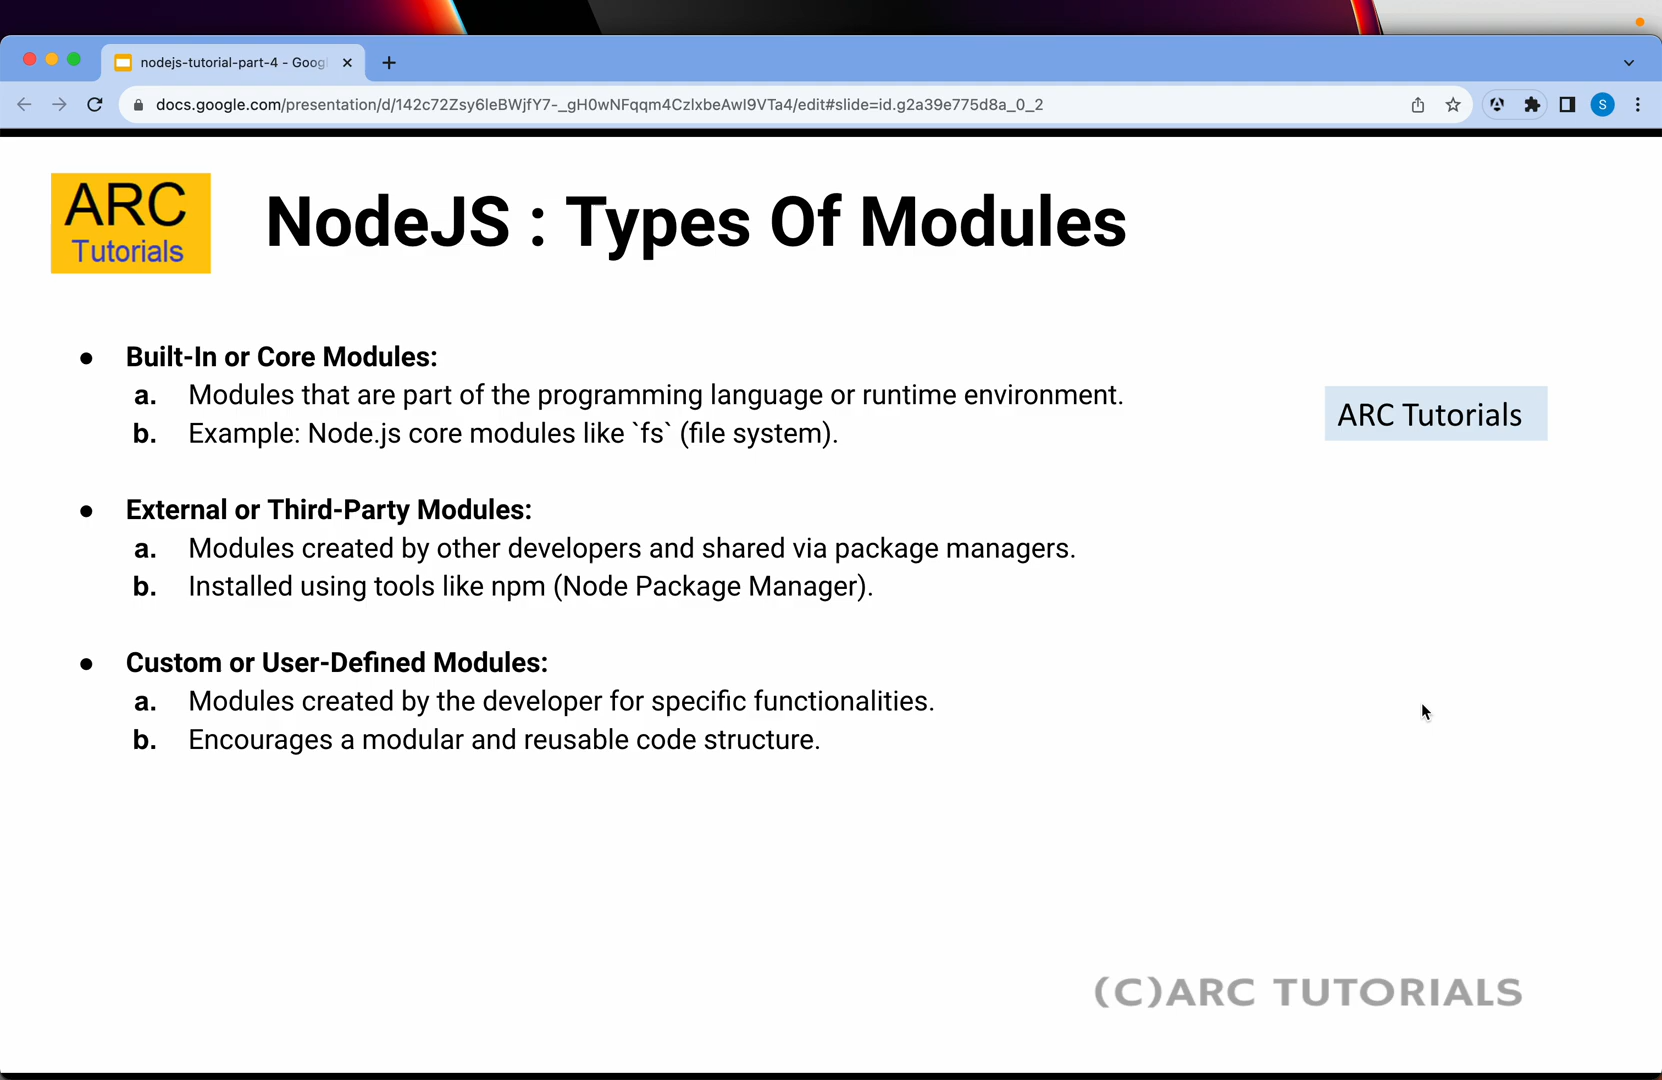 nodejs-tutorial-part-4 - Goog
docs.google.com/presentation/d/142c72Zsy6leBWjfY7-_gH0wNFqqm4CzlxbeAwl9VTa4/edit#slide=id.g2a39e775d8a_0_2
S
ARC
Tutorials
NodeJS : Types Of Modules
● Built-In or Core Modules:
a. Modules that are part of the programming language or runtime environment.
b. Example: Node.js core modules like `fs` (file system).
ARC Tutorials
● External or Third-Party Modules:
a. Modules created by other developers and shared via package managers.
b. Installed using tools like npm (Node Package Manager).
● Custom or User-Defined Modules:
a. Modules created by the developer for specific functionalities.
b. Encourages a modular and reusable code structure.
(C)ARC TUTORIALS